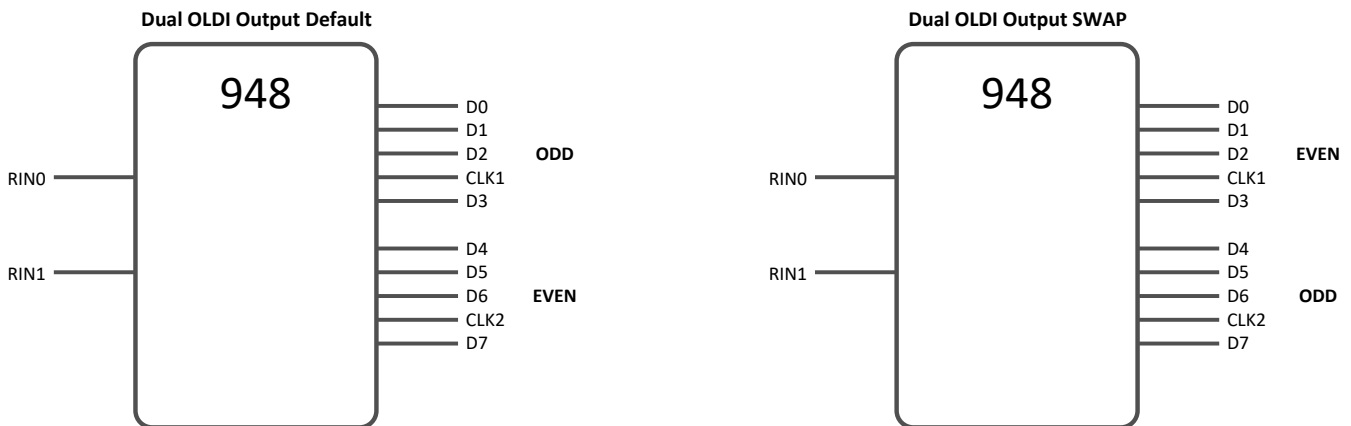 Dual OLDI Output Default
948
D0
D1
D2
ODD
CLK1
D3
D4
D5
D6
EVEN
CLK2
D7
RIN0
RIN1
Dual OLDI Output SWAP
948
D0
D1
D2
EVEN
CLK1
D3
D4
D5
D6
ODD
CLK2
D7
RIN0
RIN1